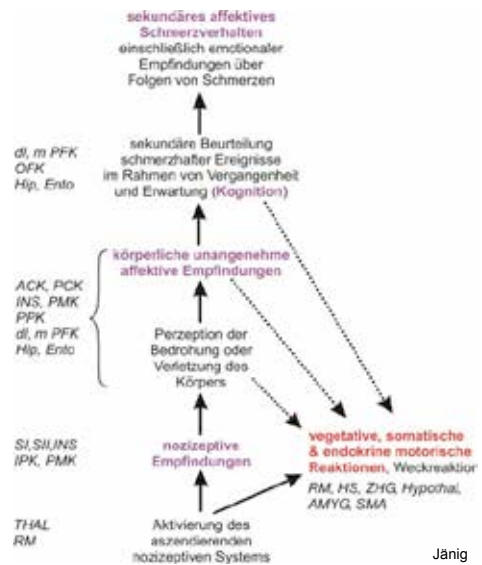 sekundäres affektives
Schmerzverhalten
einschließlich emotionaler
Empfindungen über
Folgen von Schmerzen
dl, m PFK
OFK
Hip, Ento
sekundäre Beurteilung
schmerzhafter Ereignisse
im Rahmen von Vergangenheit
und Erwartung (Kognition)
körperliche unangenehme
affektive Empfindungen
ACK, PCK
INS, PMK
PPK
dl, m PFK
Hip, Ento
Perzeption der
Bedrohung oder
Verletzung des
Körpers
SI,SII,INS
IPK, PMK
nozizeptive
Empfindungen
vegetative, somatische
& endokrine motorische
Reaktionen, Weckreaktion
RM, HS, ZHG, Hypothal,
AMYG, SMA
THAL
RM
Aktivierung des
aszendierenden
nozizeptiven Systems
Jänig